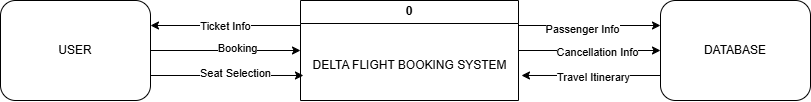 0
Ticket Info
Passenger Info
USER
Booking
DELTA FLIGHT BOOKING SYSTEM
Cancellation Info
DATABASE
Seat Selection
Travel Itinerary